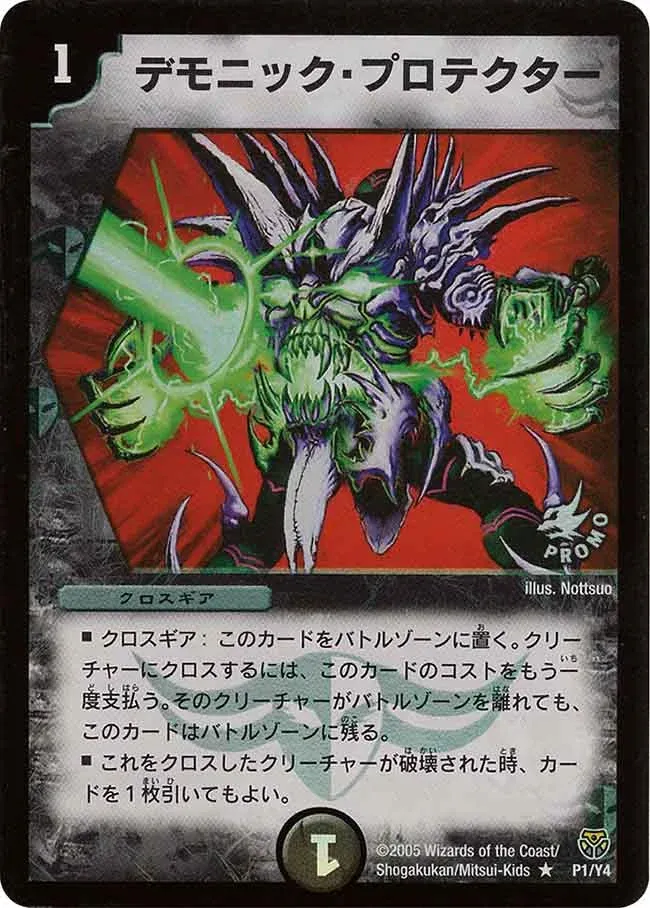 1
デモニック・プロテクター
PROMO
illus. Nottsuo
クロスギア
■ クロスギア：このカードをバトルゾーンに置く。クリー
チャーにクロスするには、このカードのコストをもう一
度支払う。そのクリーチャーがバトルゾーンを離れても、
このカードはバトルゾーンに残る。
■ これをクロスしたクリーチャーが破壊された時、カー
ドを1枚引いてもよい。
1
©2005 Wizards of the Coast/
Shogakukan/Mitsui-Kids ★ P1/Y4